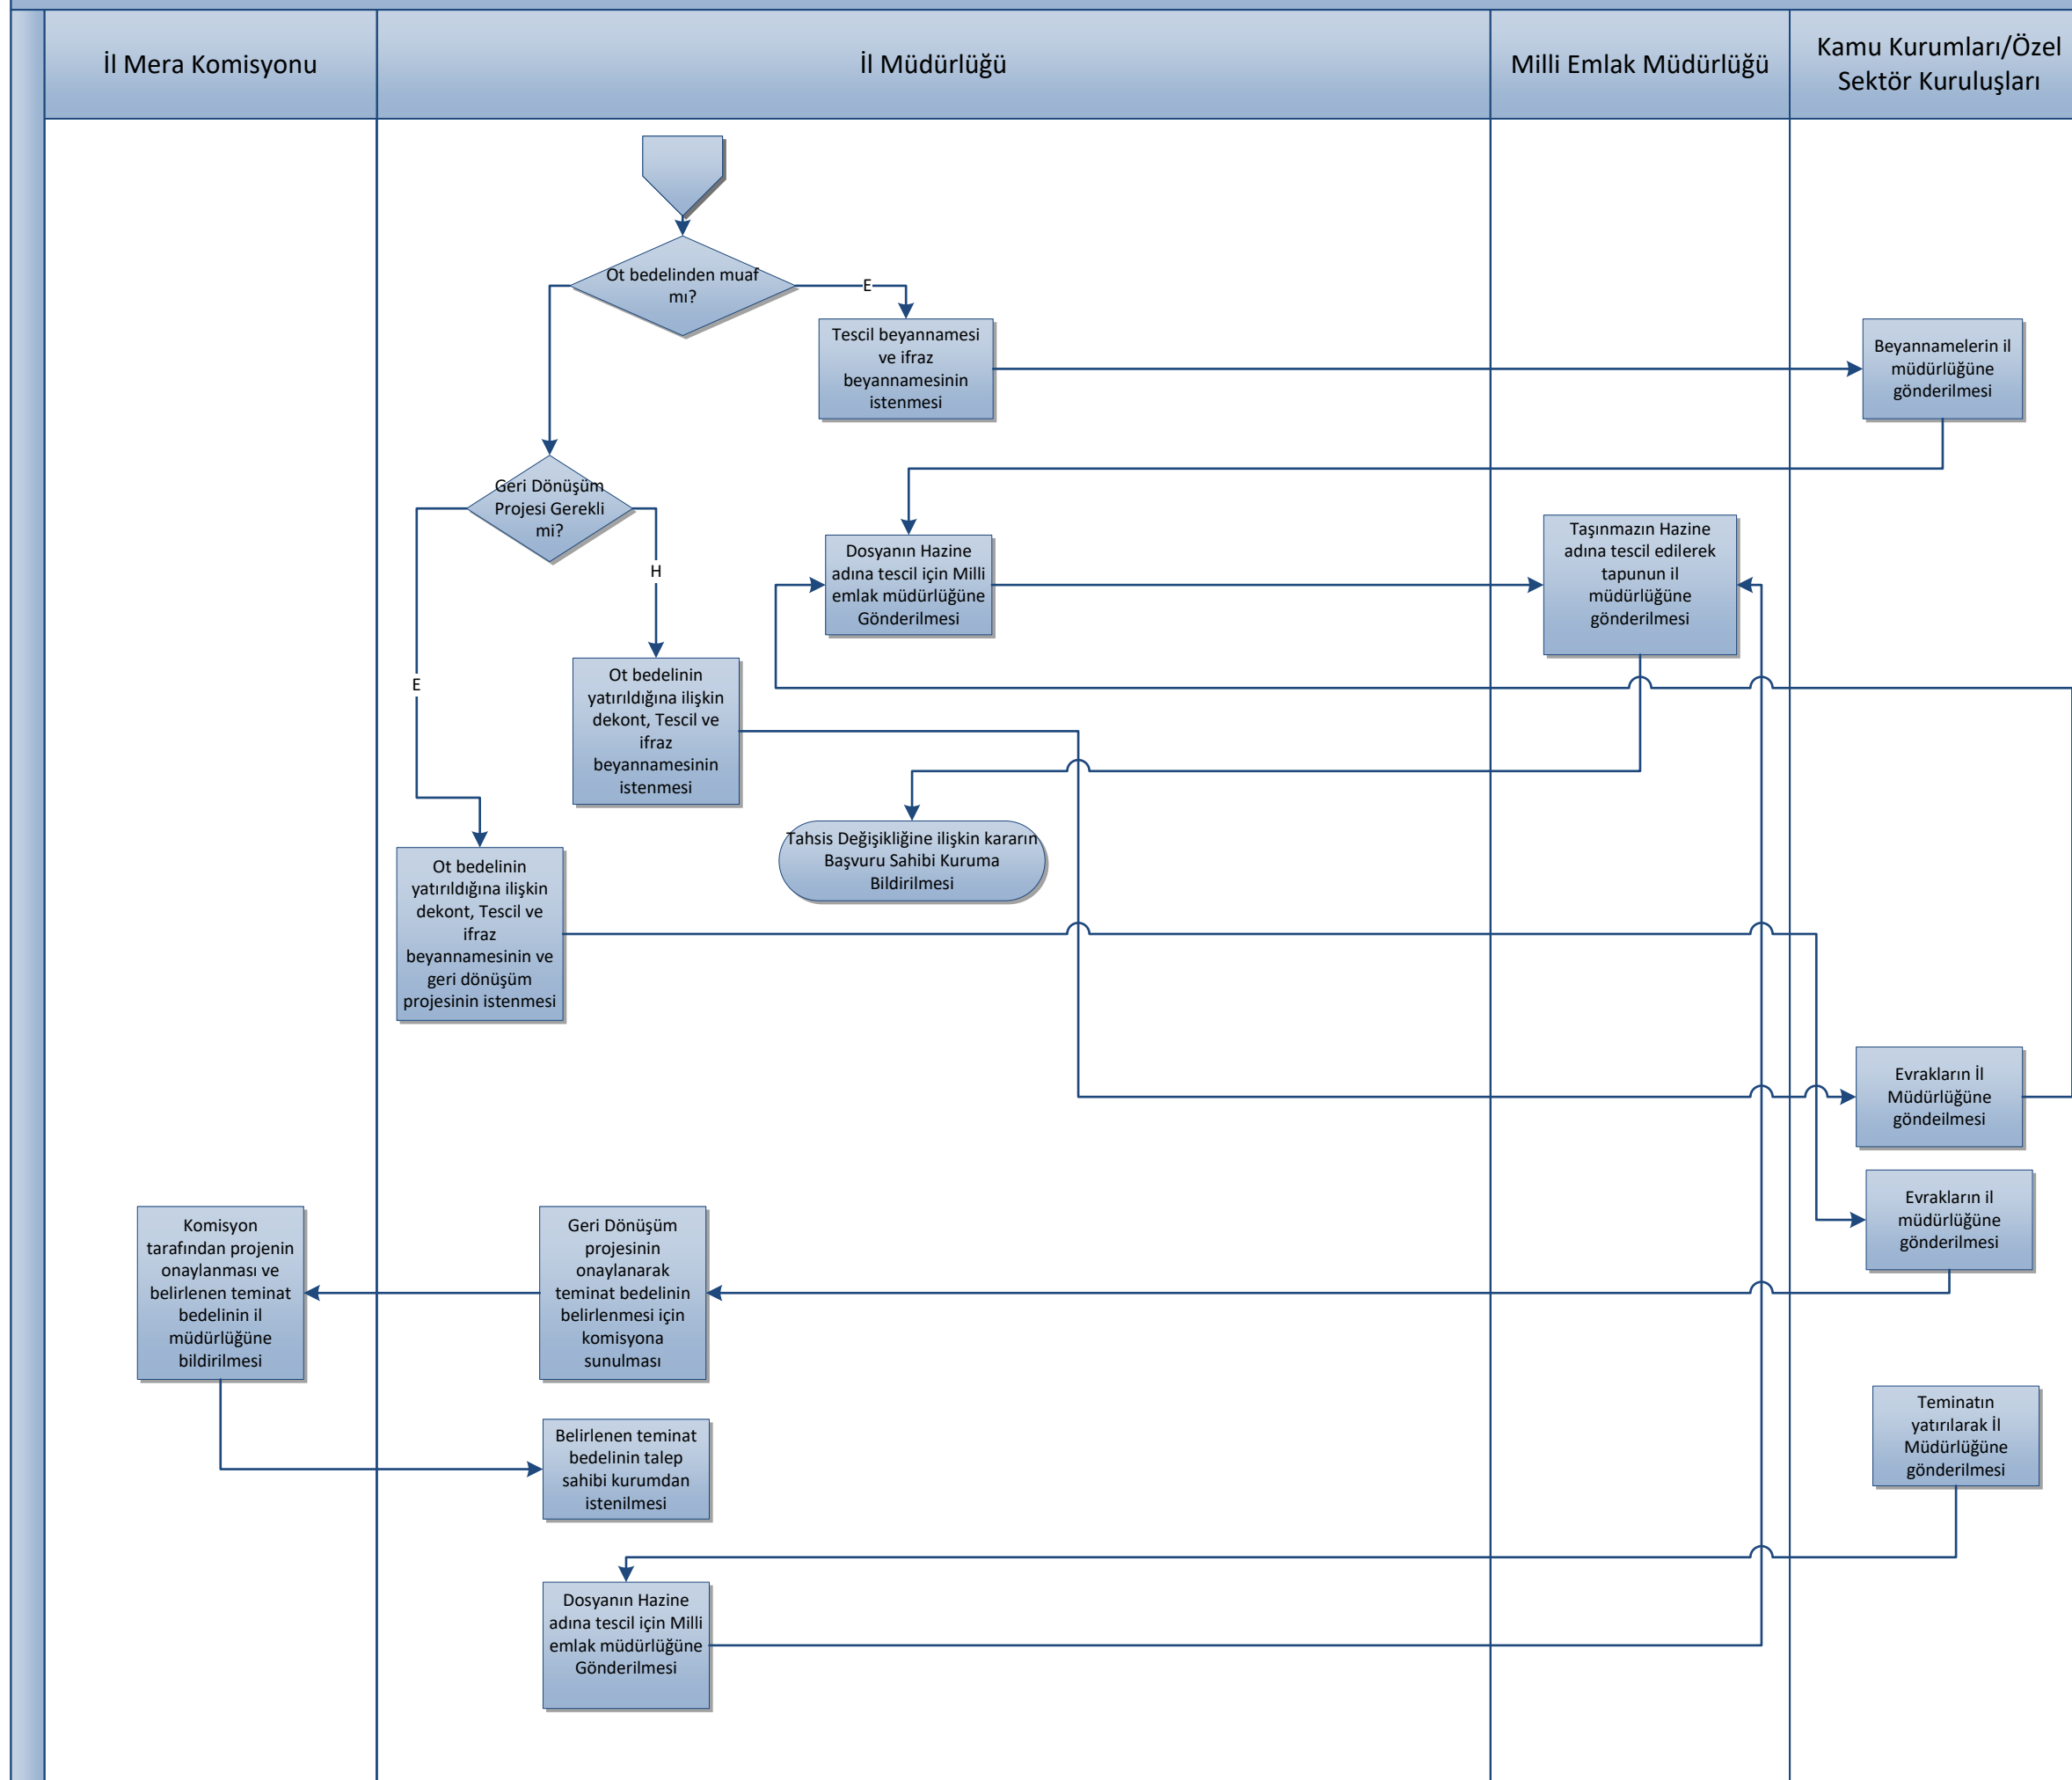 İl Mera Komisyonu
İl Müdürlüğü
Milli Emlak Müdürlüğü
Kamu Kurumları/Özel
Sektör Kuruluşları
Ot bedelinden muaf
mı?
E
Tescil beyannamesi
ve ifraz
beyannamesinin
istenmesi
Beyannamelerin il
müdürlüğüne
gönderilmesi
Geri Dönüşüm
Projesi Gerekli
mi?
H
E
Dosyanın Hazine
adına tescil için Milli
emlak müdürlüğüne
Gönderilmesi
Taşınmazın Hazine
adına tescil edilerek
tapunun il
müdürlüğüne
gönderilmesi
Ot bedelinin
yatırıldığına ilişkin
dekont, Tescil ve
ifraz
beyannamesinin
istenmesi
Tahsis Değişikliğine ilişkin kararın
Başvuru Sahibi Kuruma
Bildirilmesi
Ot bedelinin
yatırıldığına ilişkin
dekont, Tescil ve
ifraz
beyannamesinin ve
geri dönüşüm
projesinin istenmesi
Evrakların İl
Müdürlüğüne
göndeilmesi
Evrakların il
müdürlüğüne
gönderilmesi
Komisyon
tarafından projenin
onaylanması ve
belirlenen teminat
bedelinin il
müdürlüğüne
bildirilmesi
Geri Dönüşüm
projesinin
onaylanarak
teminat bedelinin
belirlenmesi için
komisyona
sunulması
Teminatın
yatırılarak İl
Müdürlüğüne
gönderilmesi
Belirlenen teminat
bedelinin talep
sahibi kurumdan
istenilmesi
Dosyanın Hazine
adına tescil için Milli
emlak müdürlüğüne
Gönderilmesi